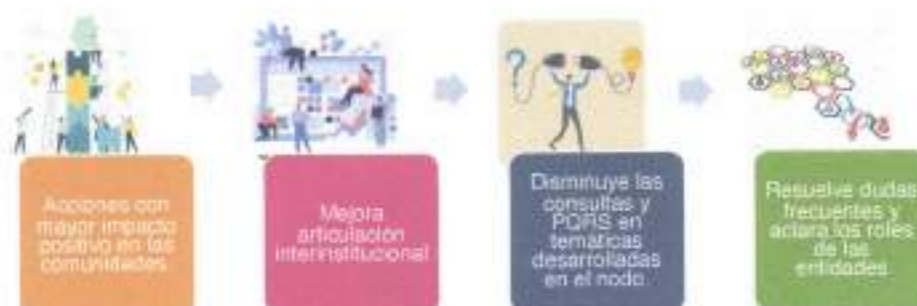 Acciones con
mayor impacto
positivo en las
comunidades.
Mejora
articulación
interinstitucional
Disminuye las
consultas y
PQRS en
temáticas
desarrolladas
en el nodo.
Resuelve dudas
frecuentes y
aclara los roles
de las
entidades.